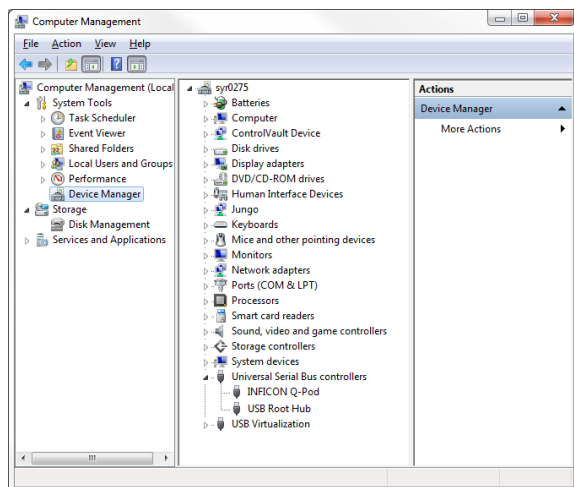 Computer Management
File Action View Help
Computer Management (Local
System Tools
Task Scheduler
Event Viewer
Shared Folders
Local Users and Groups
Performance
Device Manager
Storage
Disk Management
Services and Applications
syr0275
Batteries
Computer
ControlVault Device
Disk drives
Display adapters
DVD/CD-ROM drives
Human Interface Devices
Jungo
Keyboards
Mice and other pointing devices
Monitors
Network adapters
Ports (COM & LPT)
Processors
Smart card readers
Sound, video and game controllers
Storage controllers
System devices
Universal Serial Bus controllers
INFICON Q-Pod
USB Root Hub
USB Virtualization
Actions
Device Manager
More Actions